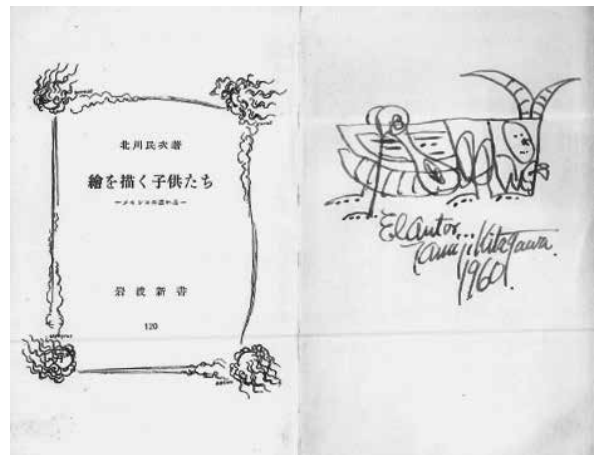 北川民次著
繪を描く子供たち
―メキシコの思い出―
岩波新書
120
El autor...
Tamiji Kitagawa
1960.